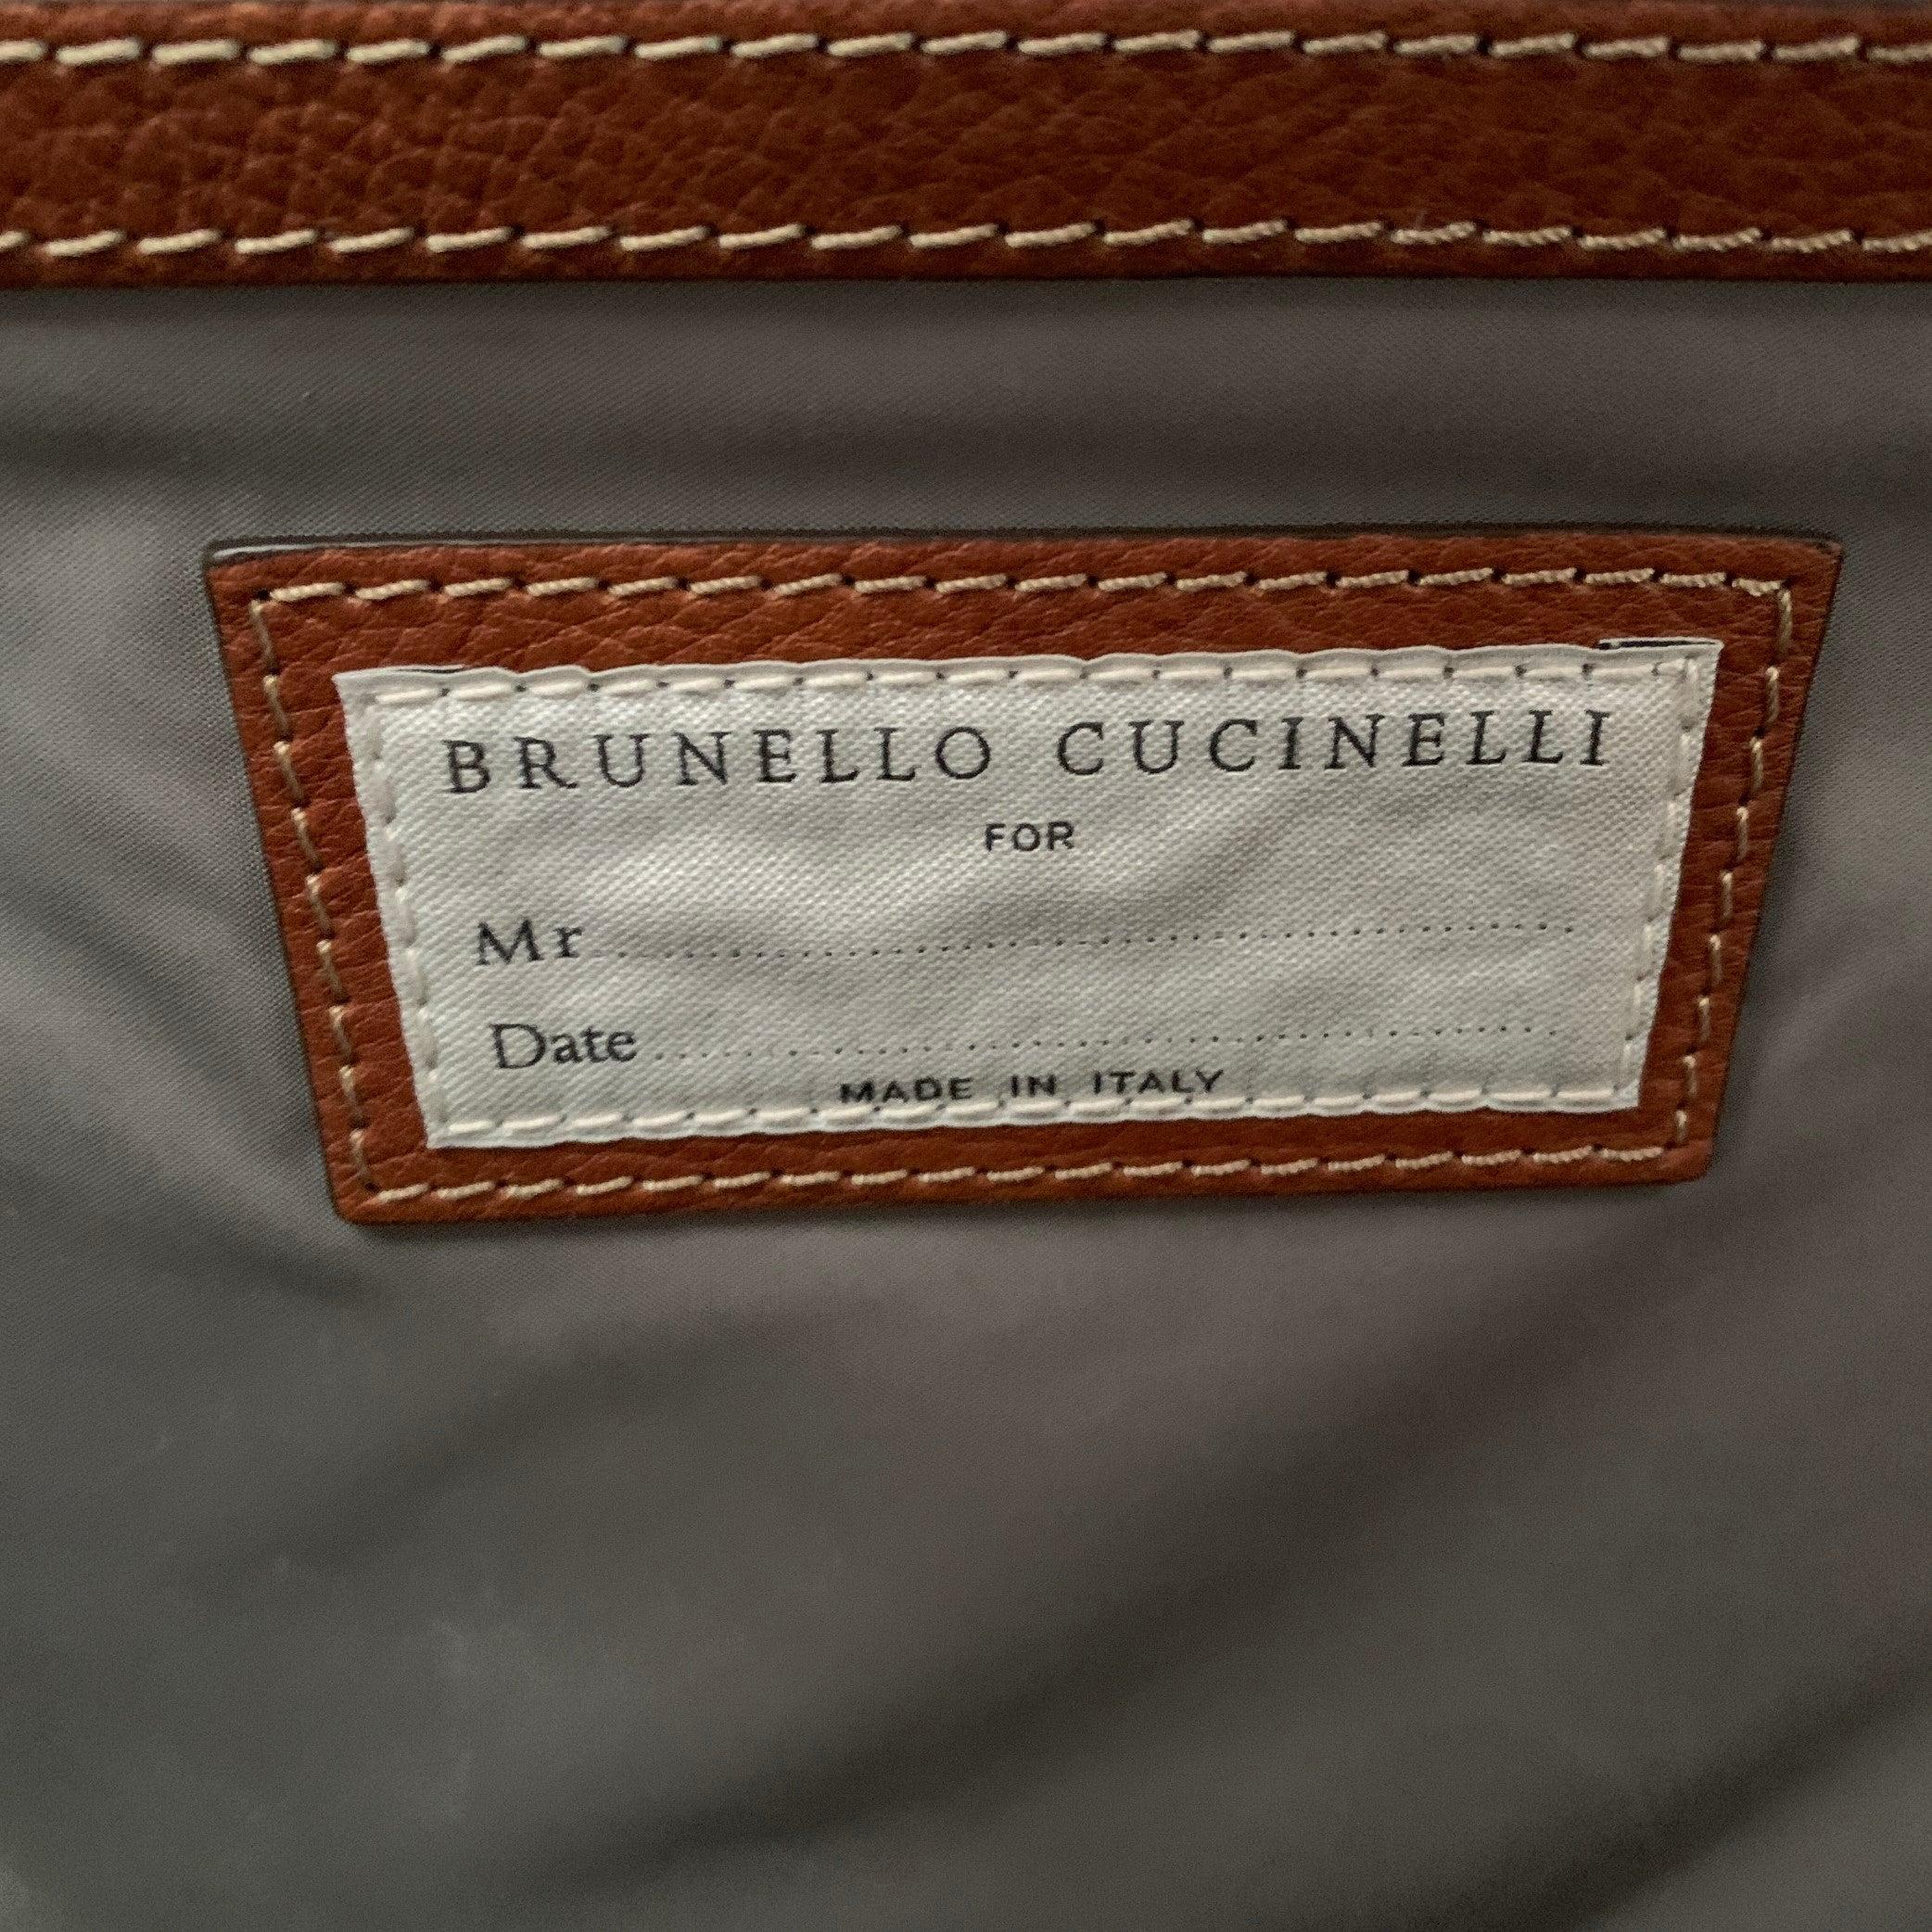 BRUNELLO CUCINELLI
FOR
Mr
Date
MADE IN ITALY